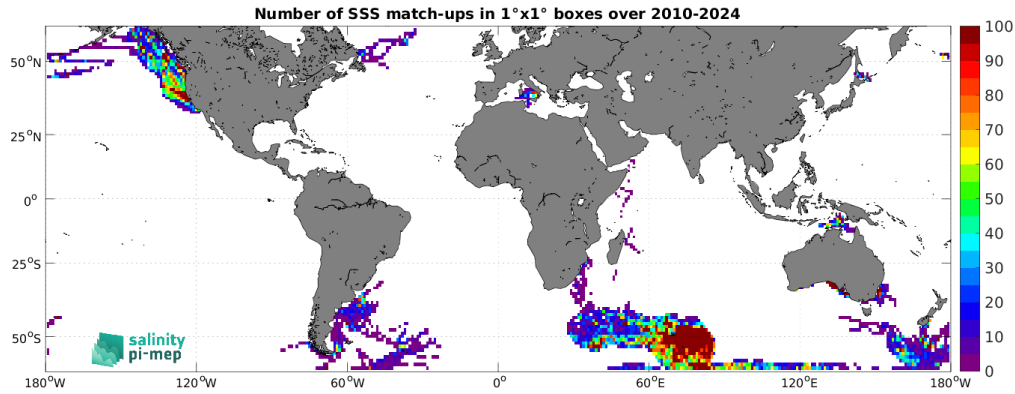 Number of SSS match-ups in 1°x1° boxes over 2010-2024
100
90
80
70
60
50
40
30
20
10
0
50°N
25°N
0°
25°S
50°S
salinity
pi-mep
180°W 120°W 60°W 0° 60°E 120°E 180°W